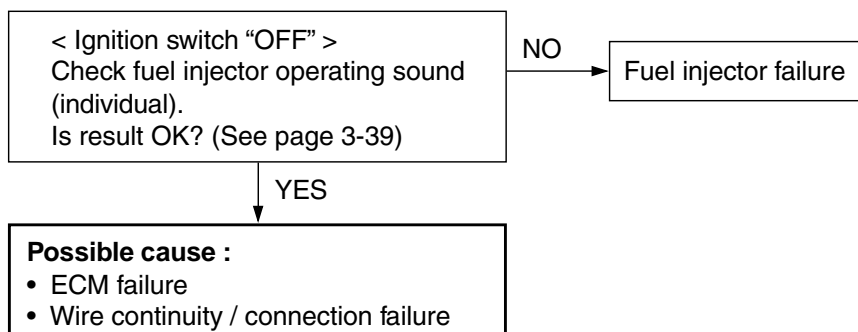 < Ignition switch “OFF” >
Check fuel injector operating sound
(individual).
Is result OK? (See page 3-39)
NO
Fuel injector failure
YES
Possible cause :
• ECM failure
• Wire continuity / connection failure